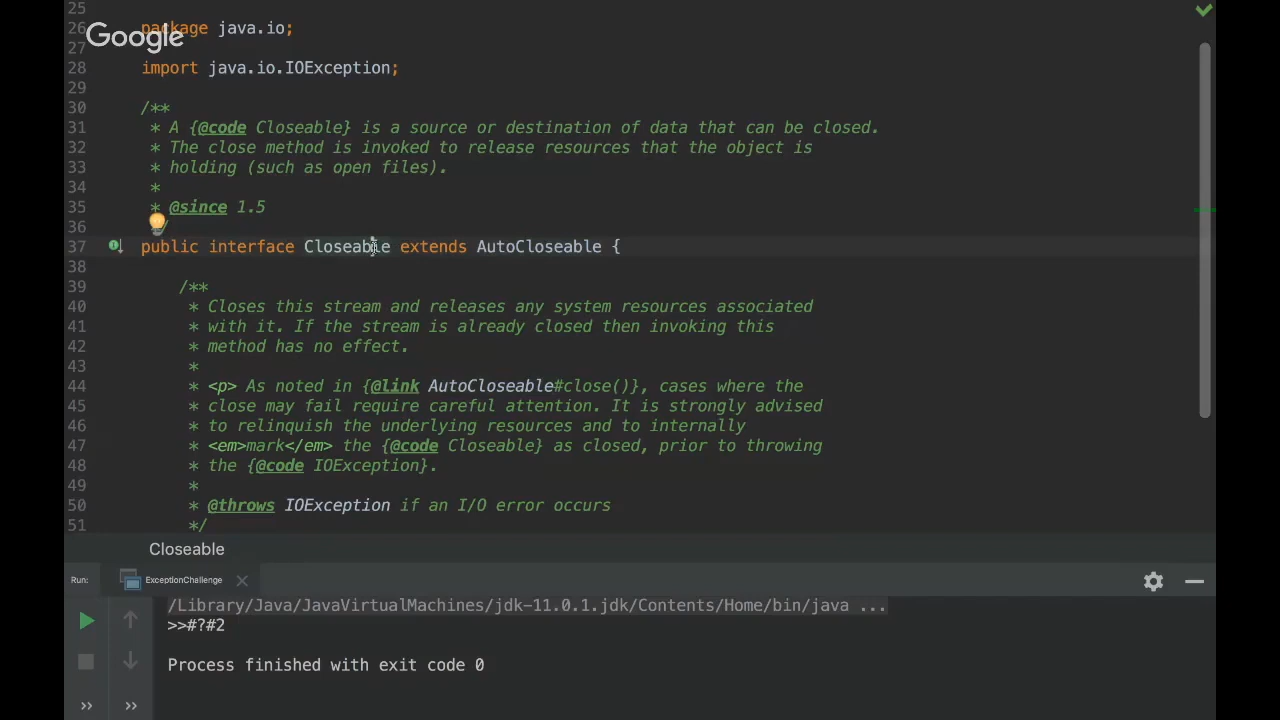 25
26 package java.io;
Google
27
28 import java.io.IOException;
29
30 /**
31 * A {@code Closeable} is a source or destination of data that can be closed.
32 * The close method is invoked to release resources that the object is
33 * holding (such as open files).
34 *
35 * @since 1.5
36 */
37 public interface Closeable extends AutoCloseable {
38
39 /**
40 * Closes this stream and releases any system resources associated
41 * with it. If the stream is already closed then invoking this
42 * method has no effect.
43 *
44 * <p> As noted in {@link AutoCloseable#close()}, cases where the
45 * close may fail require careful attention. It is strongly advised
46 * to relinquish the underlying resources and to internally
47 * <em>mark</em> the {@code Closeable} as closed, prior to throwing
48 * the {@code IOException}.
49 *
50 * @throws IOException if an I/O error occurs
51 */
Closeable
Run: ExceptionChallenge
/Library/Java/JavaVirtualMachines/jdk-11.0.1.jdk/Contents/Home/bin/java ...
>>#?#2
Process finished with exit code 0